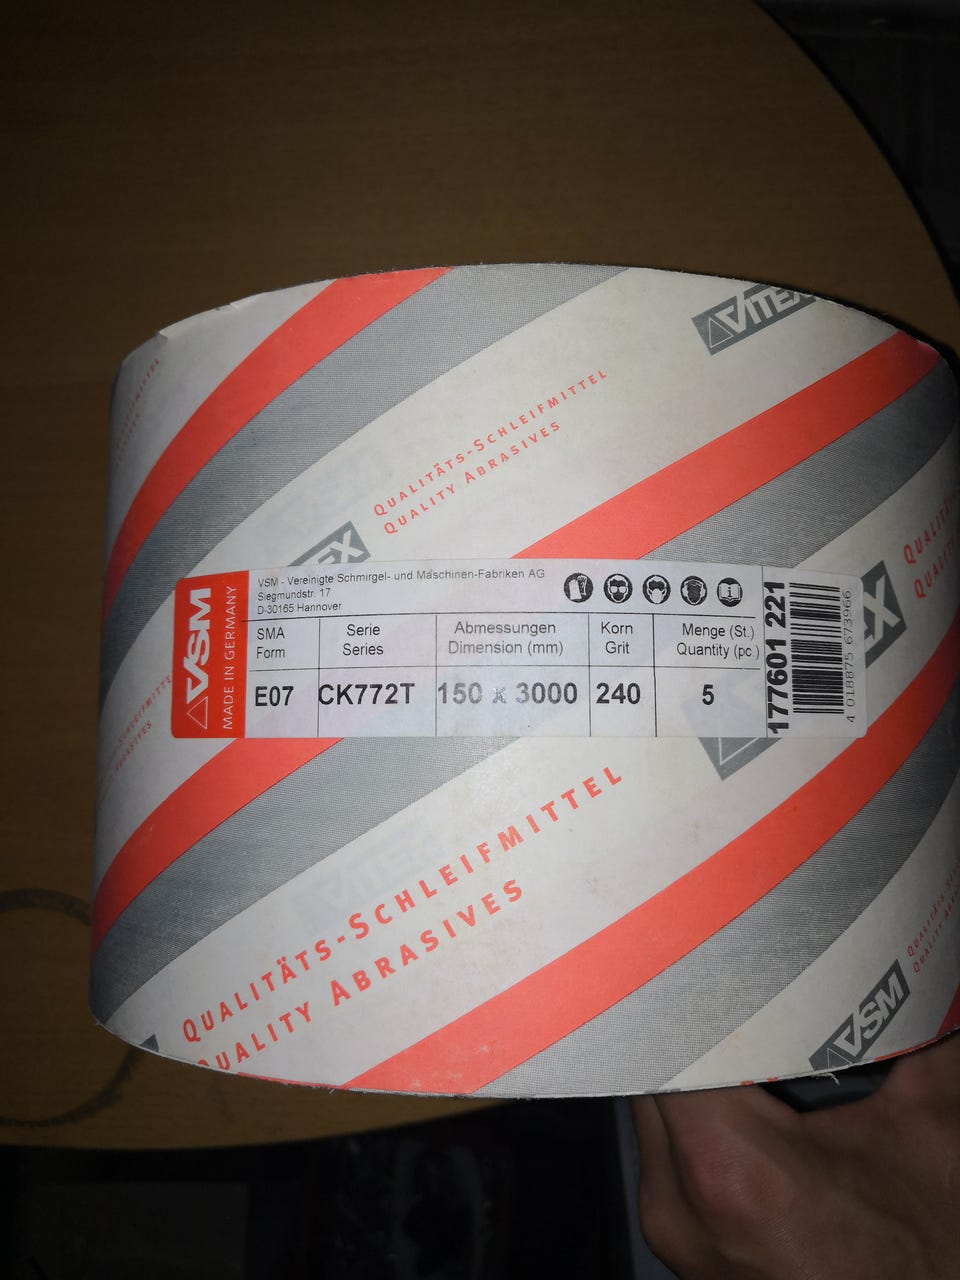 VITEX
QUALITÄTS-SCHLEIFMITTEL
QUALITY ABRASIVES
VSM
MADE IN GERMANY
VSM - Vereinigte Schmirgel- und Maschinen-Fabriken AG
Siegmundstr. 17
D-30165 Hannover
SMA Form
Serie Series
Abmessungen Dimension (mm)
Korn Grit
Menge (St.) Quantity (pc.)
E07 CK772T 150 x 3000 240 5
177601 221
4 018875 673966
QUALITÄTS-SCHLEIFMITTEL
QUALITY ABRASIVES
VSM